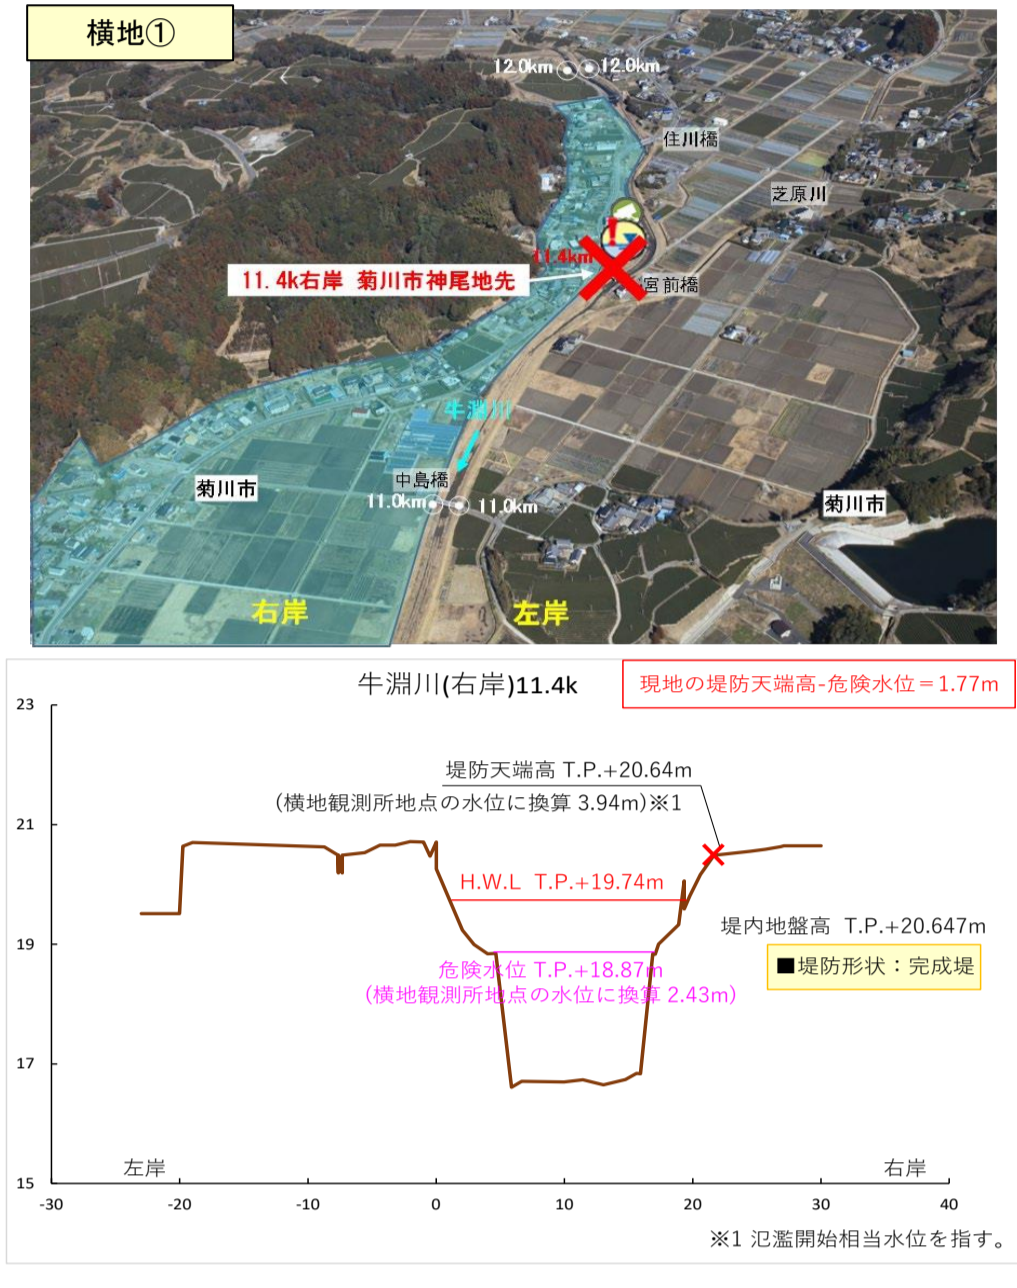 横地①
12.0km 12.0km
住川橋
芝原川
11.4km
11.4k右岸 菊川市神尾地先
宮前橋
牛淵川
中島橋
菊川市
11.0km 11.0km
菊川市
右岸
左岸
牛淵川(右岸)11.4k
現地の堤防天端高-危険水位＝1.77m
23
堤防天端高 T.P.+20.64m
(横地観測所地点の水位に換算 3.94m)※1
21
H.W.L T.P.+19.74m
堤内地盤高 T.P.+20.647m
19
危険水位 T.P.+18.87m
(横地観測所地点の水位に換算 2.43m)
■堤防形状：完成堤
17
左岸
右岸
15
-30 -20 -10 0 10 20 30 40
※1 氾濫開始相当水位を指す。